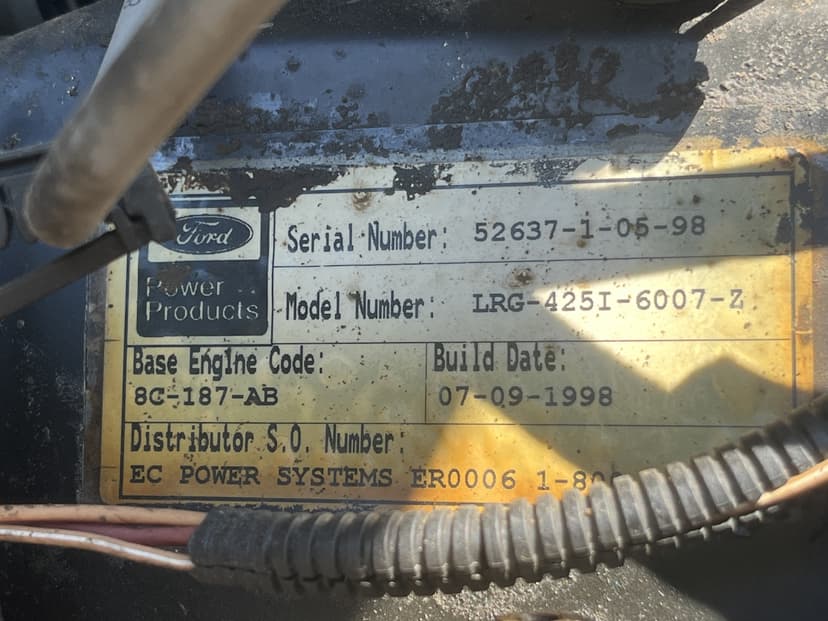 Ford
Power
Products
Serial Number: 52637-1-05-98
Model Number: LRG-425I-6007-Z
Base Engine Code:
8C-187-AB
Build Date:
07-09-1998
Distributor S.O. Number:
EC POWER SYSTEMS ER0006